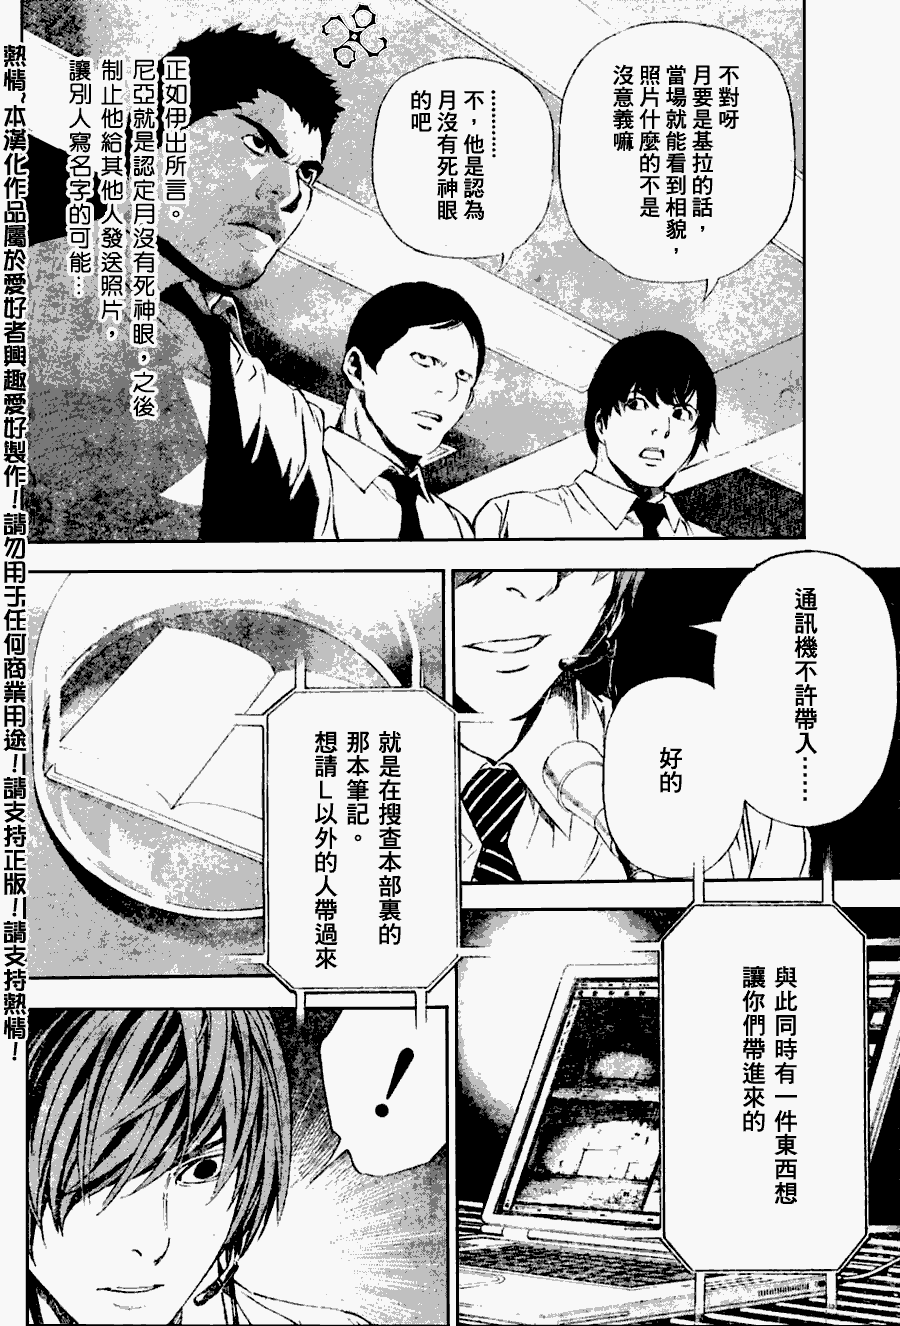 不對呀
月要是基拉的話，
當場就能看到相貌，
照片什麼的不是
沒意義嘛
…………
不，他是認為
月沒有死神眼
的吧
正如伊出所言。
尼亞就是認定月沒有死神眼，之後
制止他給其他人發送照片，
讓別人寫名字的可能…
通訊機不許帶入……
好的
就是在搜查本部裏的
那本筆記。
想請L以外的人帶過來
與此同時有一件東西想
讓你們帶進來的
！
熱情、本漢化作品屬於愛好者興趣愛好製作！請勿用于任何商業用途！請支持正版！請支持熱情！